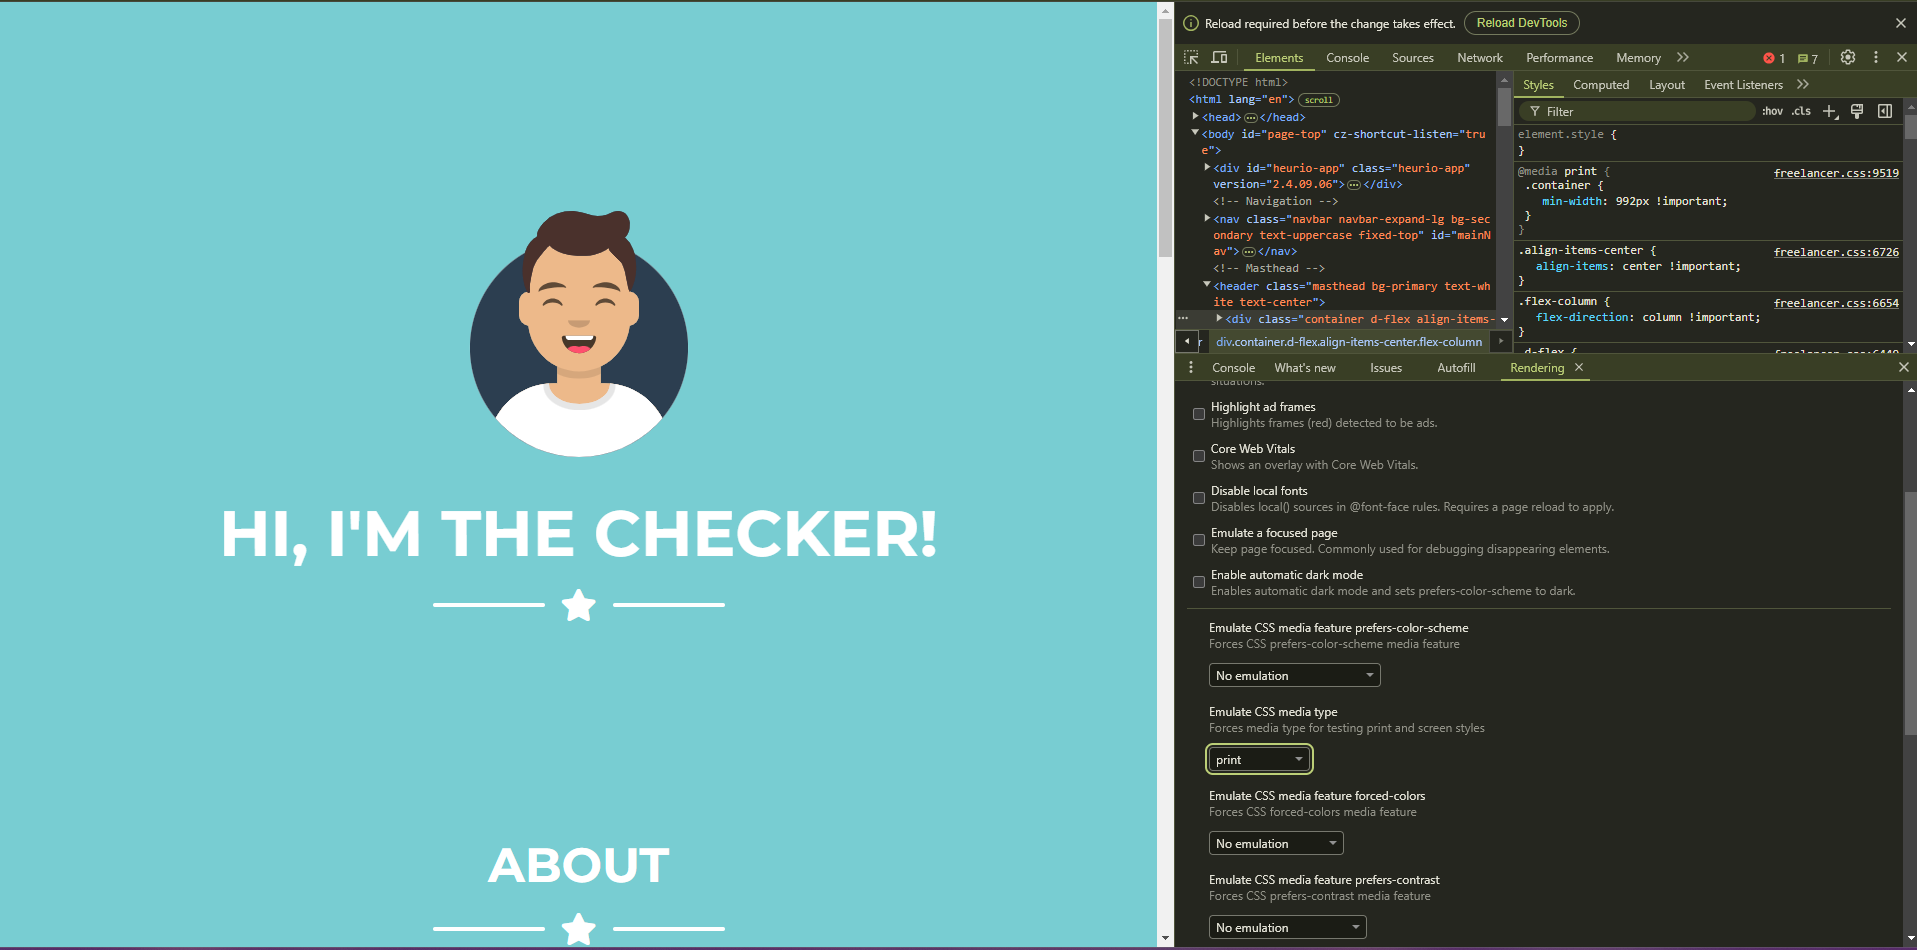 HI, I'M THE CHECKER!
ABOUT
Reload required before the change takes effect. Reload DevTools
Elements Console Sources Network Performance Memory 1 7
<!DOCTYPE html>
<html lang="en"> scroll
<head> </head>
<body id="page-top" cz-shortcut-listen="tru
e">
<div id="heurio-app" class="heurio-app"
version="2.4.09.06"> </div>
<!-- Navigation -->
<nav class="navbar navbar-expand-lg bg-sec
ondary text-uppercase fixed-top" id="mainN
av"> </nav>
<!-- Masthead -->
<header class="masthead bg-primary text-wh
ite text-center">
<div class="container d-flex align-items-
div.container.d-flex.align-items-center.flex-column
Styles Computed Layout Event Listeners
Filter :hov .cls
element.style {
}
@media print { freelancer.css:9519
.container {
min-width: 992px !important;
}
}
.align-items-center { freelancer.css:6726
align-items: center !important;
}
.flex-column { freelancer.css:6654
flex-direction: column !important;
}
Console What's new Issues Autofill Rendering
situations.
Highlight ad frames
Highlights frames (red) detected to be ads.
Core Web Vitals
Shows an overlay with Core Web Vitals.
Disable local fonts
Disables local() sources in @font-face rules. Requires a page reload to apply.
Emulate a focused page
Keep page focused. Commonly used for debugging disappearing elements.
Enable automatic dark mode
Enables automatic dark mode and sets prefers-color-scheme to dark.
Emulate CSS media feature prefers-color-scheme
Forces CSS prefers-color-scheme media feature
No emulation
Emulate CSS media type
Forces media type for testing print and screen styles
print
Emulate CSS media feature forced-colors
Forces CSS forced-colors media feature
No emulation
Emulate CSS media feature prefers-contrast
Forces CSS prefers-contrast media feature
No emulation